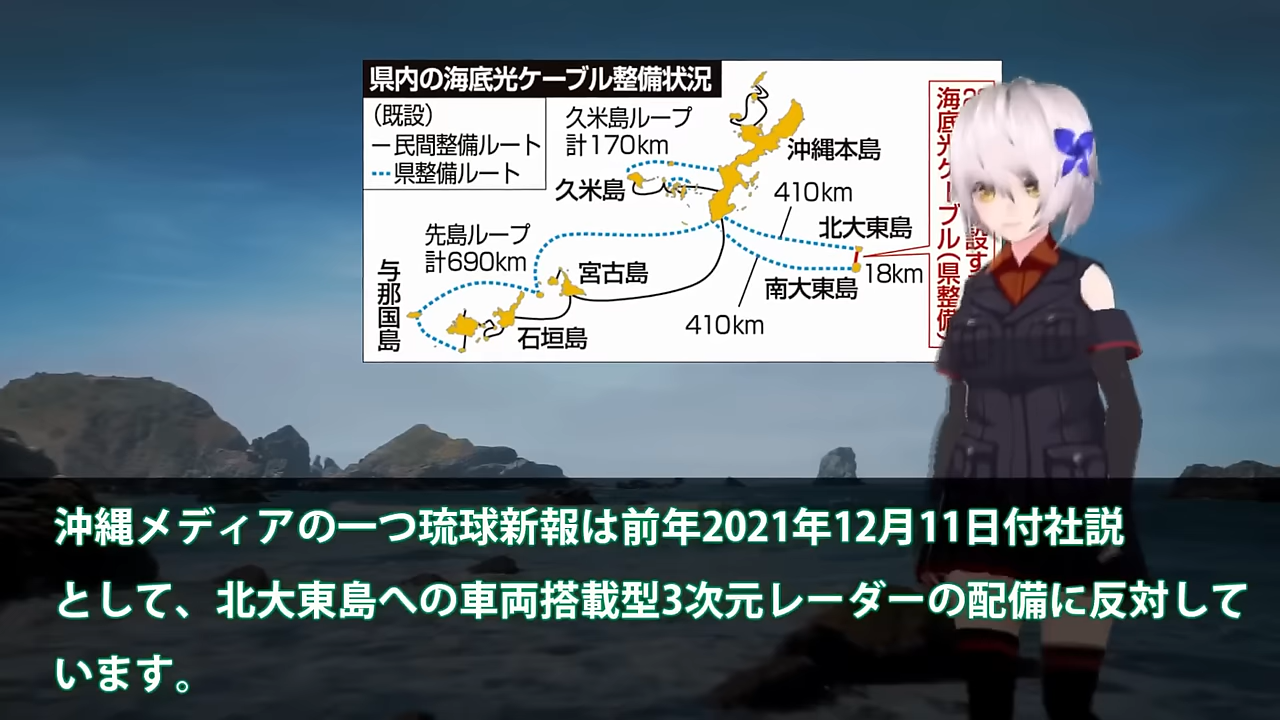 県内の海底光ケーブル整備状況
(既設)
民間整備ルート
県整備ルート
久米島ループ
計170km
久米島
沖縄本島
410km
北大東島
先島ループ
計690km
宮古島
与那国島
石垣島
南大東島
18km
410km
海底光ケーブル(県整備)
設す
沖縄メディアの一つ琉球新報は前年2021年12月11日付社説
として、北大東島への車両搭載型3次元レーダーの配備に反対して
います。